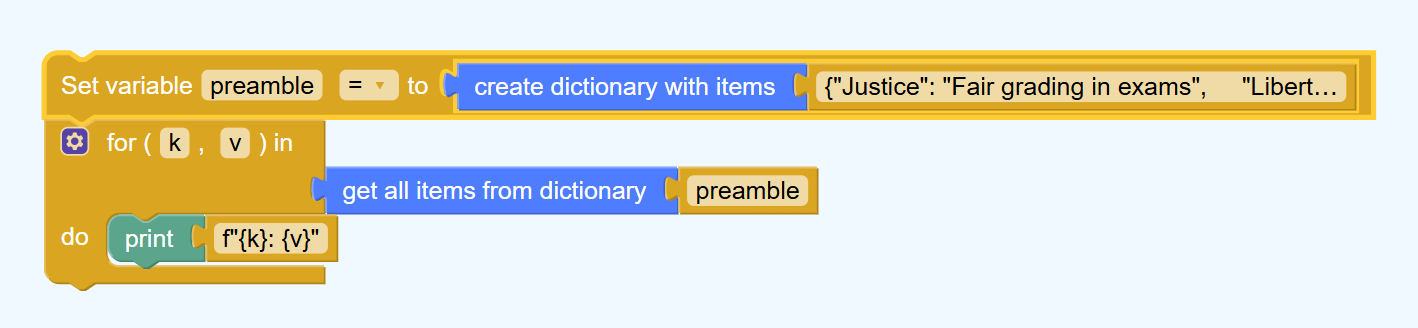 Set variable preamble = to create dictionary with items {"Justice": "Fair grading in exams", "Libert…
for ( k , v ) in
get all items from dictionary preamble
do print f"{k}: {v}"